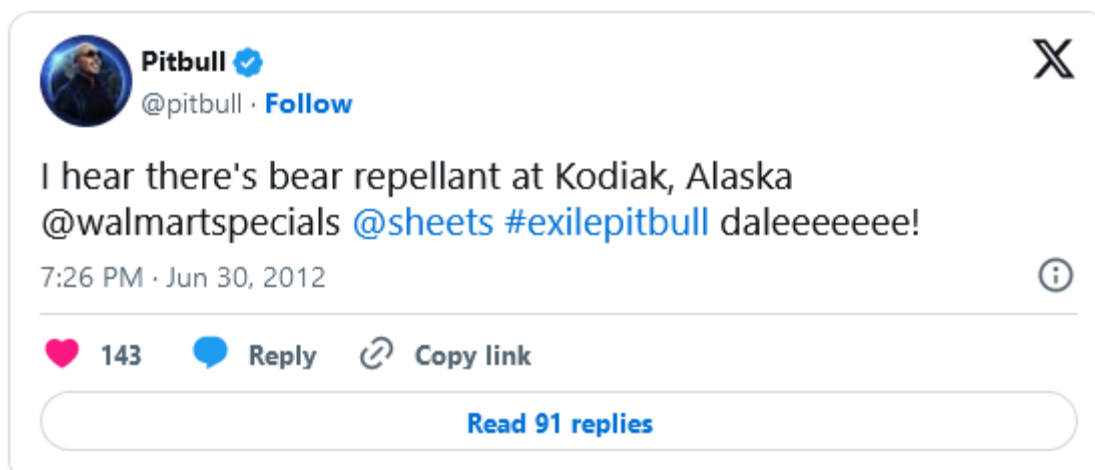 Pitbull
@pitbull · Follow
I hear there's bear repellant at Kodiak, Alaska
@walmartspecials @sheets #exilepitbull daleeeeeee!
7:26 PM · Jun 30, 2012
143 Reply Copy link
Read 91 replies